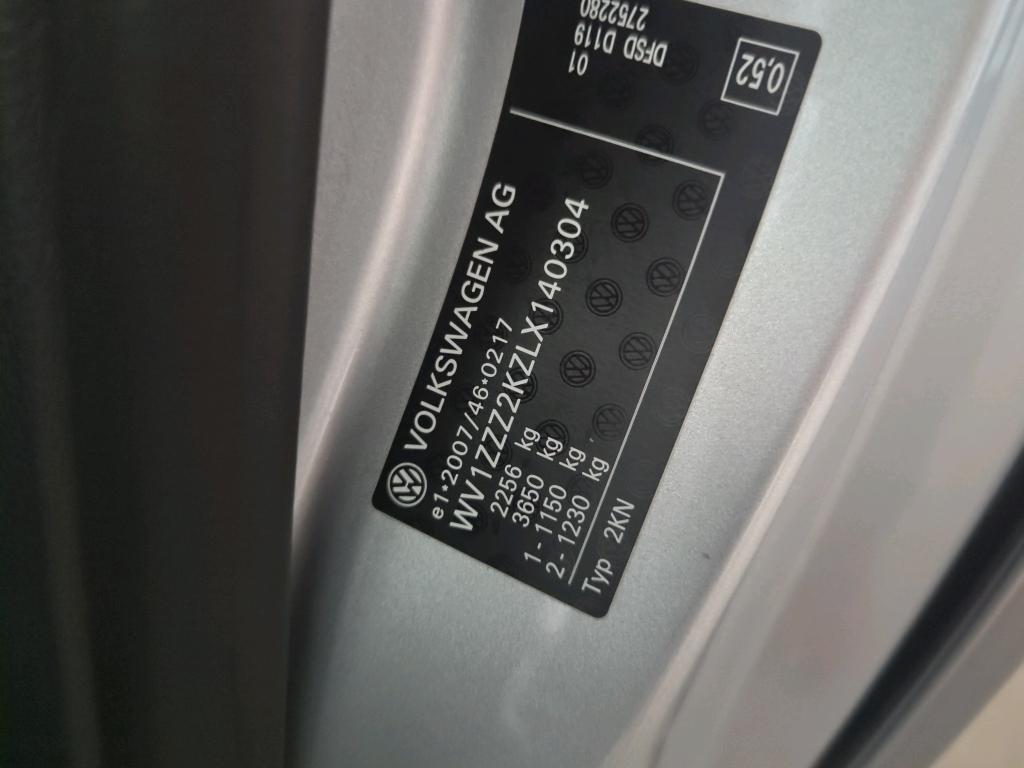 VOLKSWAGEN AG
e1*2007/46*0217
WV1ZZZ2KZLX140304
2256 kg
3650 kg
1 - 1150 kg
2 - 1230 kg
Typ 2KN
01
DFSD D119
2752280
0,52